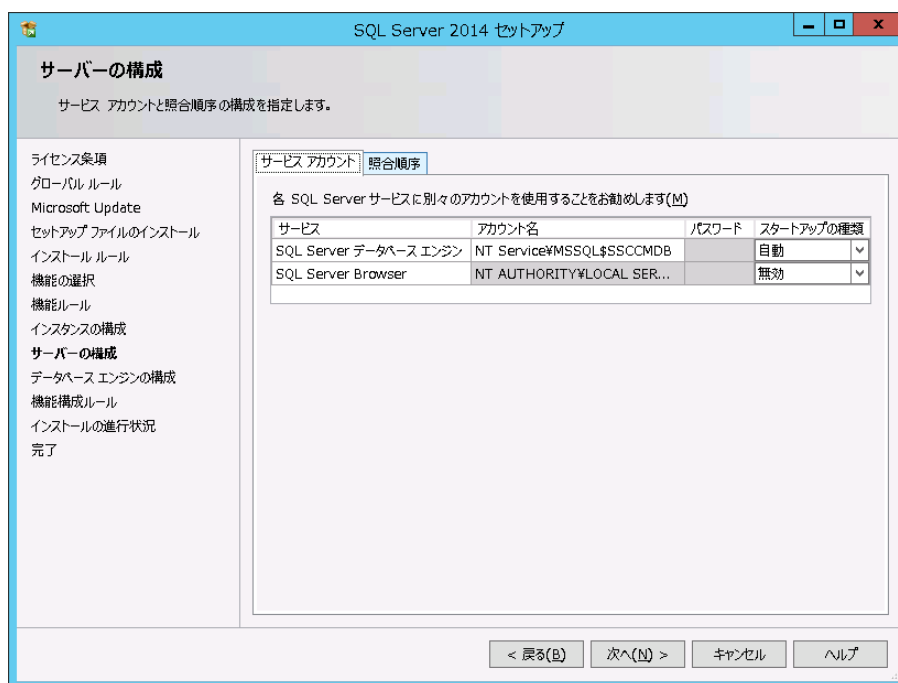 SQL Server 2014 セットアップ
サーバーの構成
サービス アカウントと照合順序の構成を指定します。
ライセンス条項
グローバル ルール
Microsoft Update
セットアップ ファイルのインストール
インストール ルール
機能の選択
機能ルール
インスタンスの構成
サーバーの構成
データベース エンジンの構成
機能構成ルール
インストールの進行状況
完了
サービス アカウント 照合順序
各 SQL Server サービスに別々のアカウントを使用することをお勧めします(M)
サービス アカウント名 パスワード スタートアップの種類
SQL Server データベース エンジン NT Service¥MSSQL$SSCCMDB 自動
SQL Server Browser NT AUTHORITY¥LOCAL SER... 無効
< 戻る(B) 次へ(N) > キャンセル ヘルプ